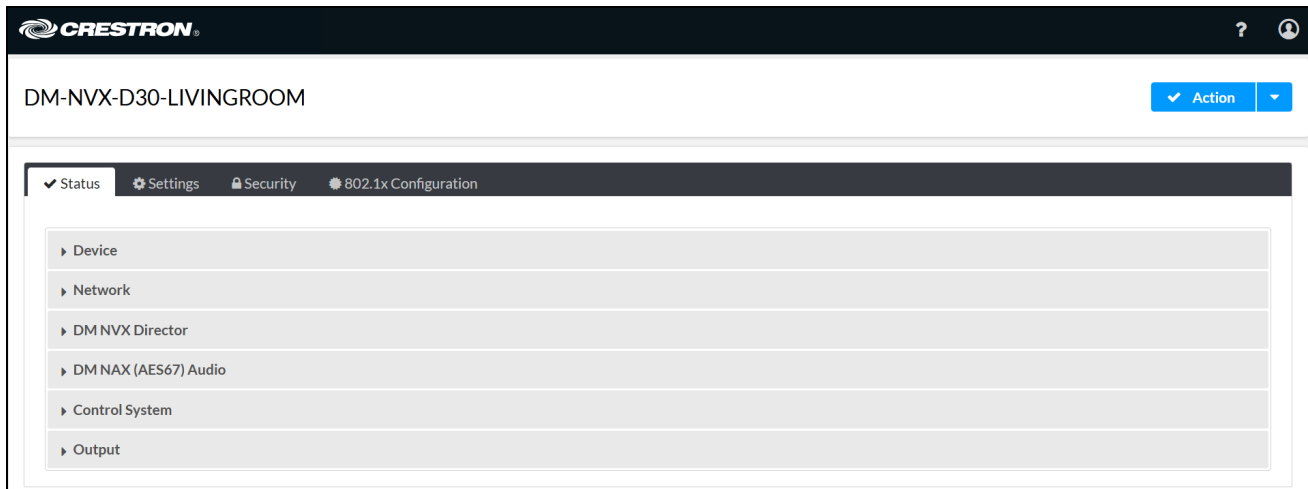 CRESTRON®
?
DM-NVX-D30-LIVINGROOM
Action
Status Settings Security 802.1x Configuration
Device
Network
DM NVX Director
DM NAX (AES67) Audio
Control System
Output